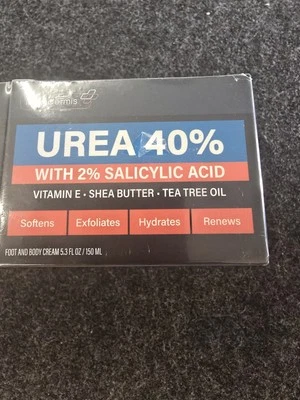 UREA 40%
WITH 2% SALICYLIC ACID
VITAMIN E • SHEA BUTTER • TEA TREE OIL
Softens Exfoliates Hydrates Renews
FOOT AND BODY CREAM 5.3 FL OZ / 150 ML